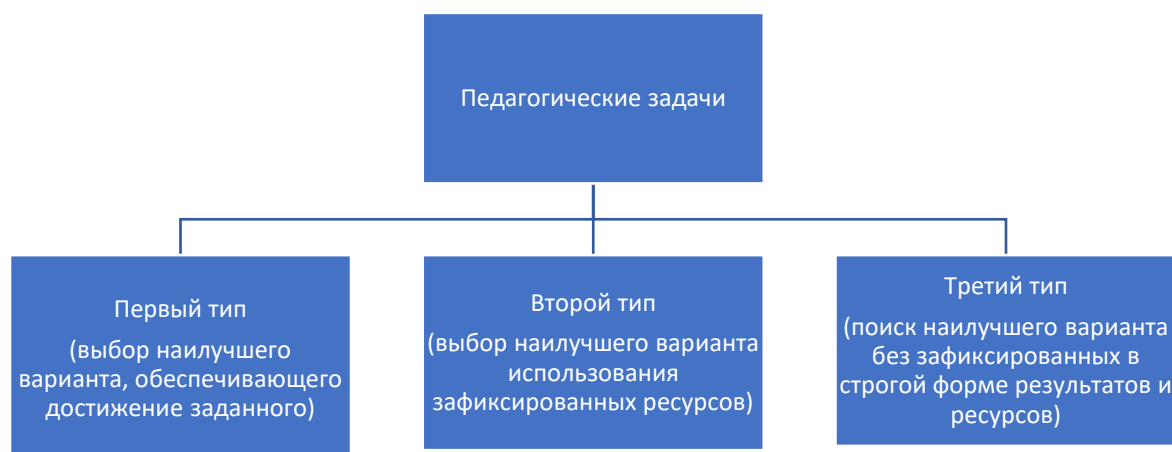 Педагогические задачи
Первый тип
(выбор наилучшего
варианта, обеспечивающего
достижение заданного)
Второй тип
(выбор наилучшего варианта
использования
зафиксированных ресурсов)
Третий тип
(поиск наилучшего варианта
без зафиксированных в
строгой форме результатов и
ресурсов)